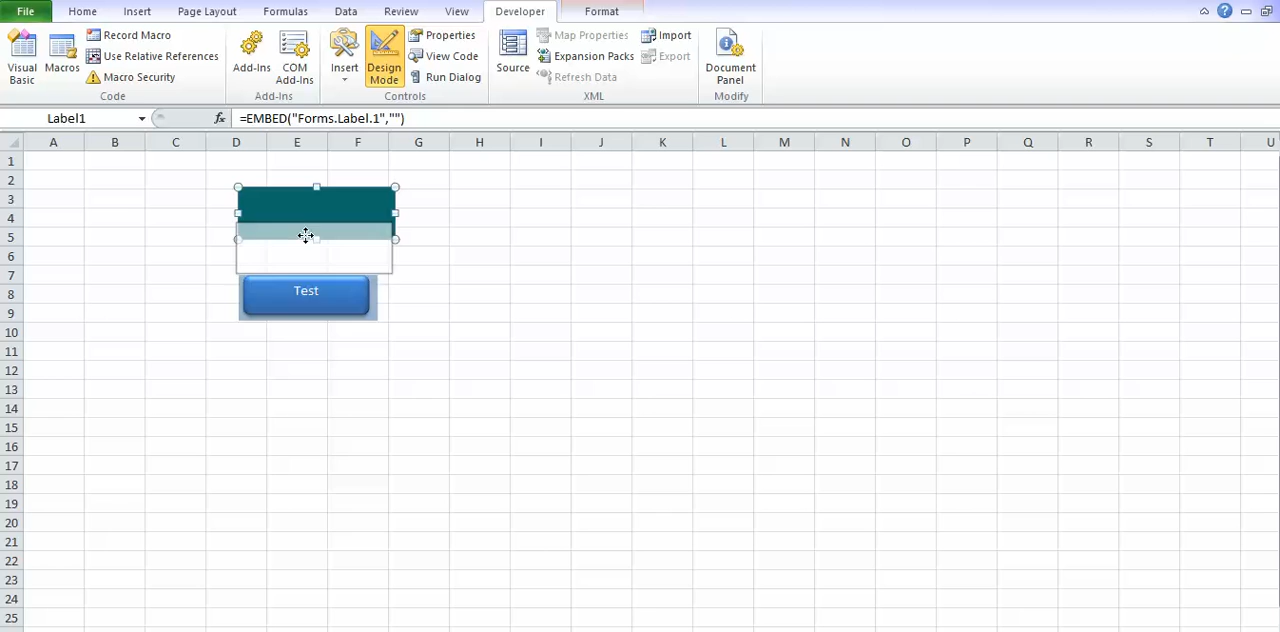 File Home Insert Page Layout Formulas Data Review View Developer Format
Record Macro Properties Map Properties Import
Use Relative References View Code Expansion Packs Export
Macro Security Run Dialog Refresh Data
Visual Basic Macros Add-Ins COM Add-Ins Insert Design Mode Source Document Panel
Code Add-Ins Controls XML Modify
Label1 fx =EMBED("Forms.Label.1","")
A B C D E F G H I J K L M N O P Q R S T U
1
2
3
4
5
6
7
8
Test
9
10
11
12
13
14
15
16
17
18
19
20
21
22
23
24
25